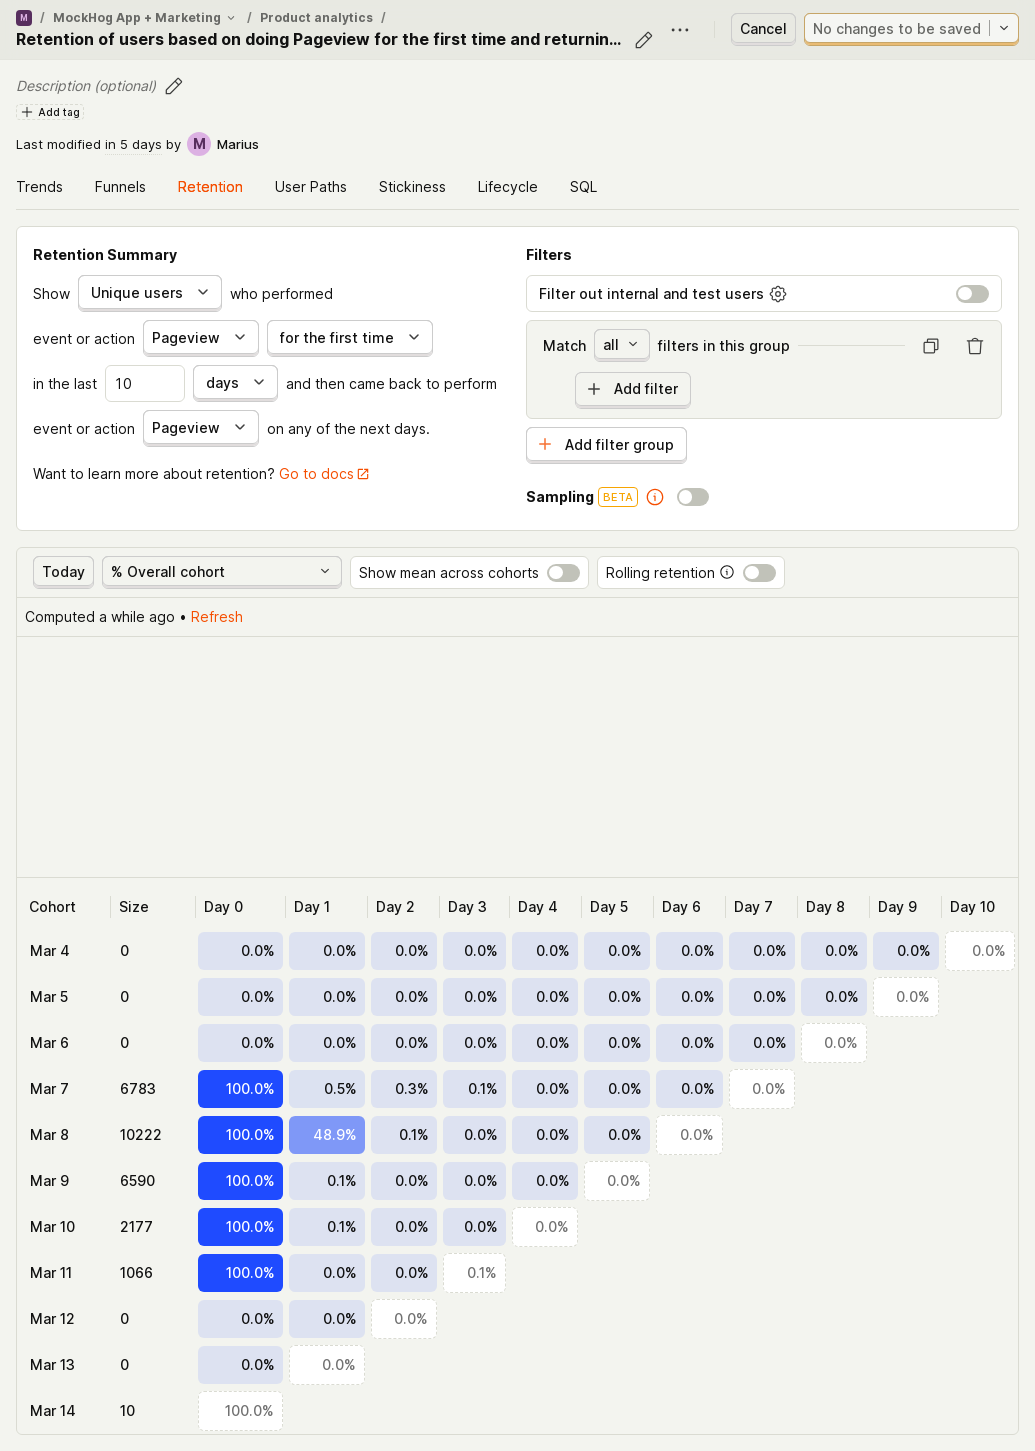 M / MockHog App + Marketing / Product analytics /
Retention of users based on doing Pageview for the first time and returnin...
Cancel
No changes to be saved
Description (optional)
Add tag
Last modified in 5 days by M Marius
Trends Funnels Retention User Paths Stickiness Lifecycle SQL
Retention Summary
Show Unique users who performed
event or action Pageview for the first time
in the last 10 days and then came back to perform
event or action Pageview on any of the next days.
Want to learn more about retention? Go to docs
Filters
Filter out internal and test users
Match all filters in this group
Add filter
Add filter group
Sampling BETA
Today % Overall cohort Show mean across cohorts Rolling retention
Computed a while ago • Refresh
Cohort Size Day 0 Day 1 Day 2 Day 3 Day 4 Day 5 Day 6 Day 7 Day 8 Day 9 Day 10
Mar 4 0 0.0% 0.0% 0.0% 0.0% 0.0% 0.0% 0.0% 0.0% 0.0% 0.0% 0.0%
Mar 5 0 0.0% 0.0% 0.0% 0.0% 0.0% 0.0% 0.0% 0.0% 0.0% 0.0%
Mar 6 0 0.0% 0.0% 0.0% 0.0% 0.0% 0.0% 0.0% 0.0% 0.0%
Mar 7 6783 100.0% 0.5% 0.3% 0.1% 0.0% 0.0% 0.0% 0.0%
Mar 8 10222 100.0% 48.9% 0.1% 0.0% 0.0% 0.0% 0.0%
Mar 9 6590 100.0% 0.1% 0.0% 0.0% 0.0% 0.0%
Mar 10 2177 100.0% 0.1% 0.0% 0.0% 0.0%
Mar 11 1066 100.0% 0.0% 0.0% 0.1%
Mar 12 0 0.0% 0.0% 0.0%
Mar 13 0 0.0% 0.0%
Mar 14 10 100.0%